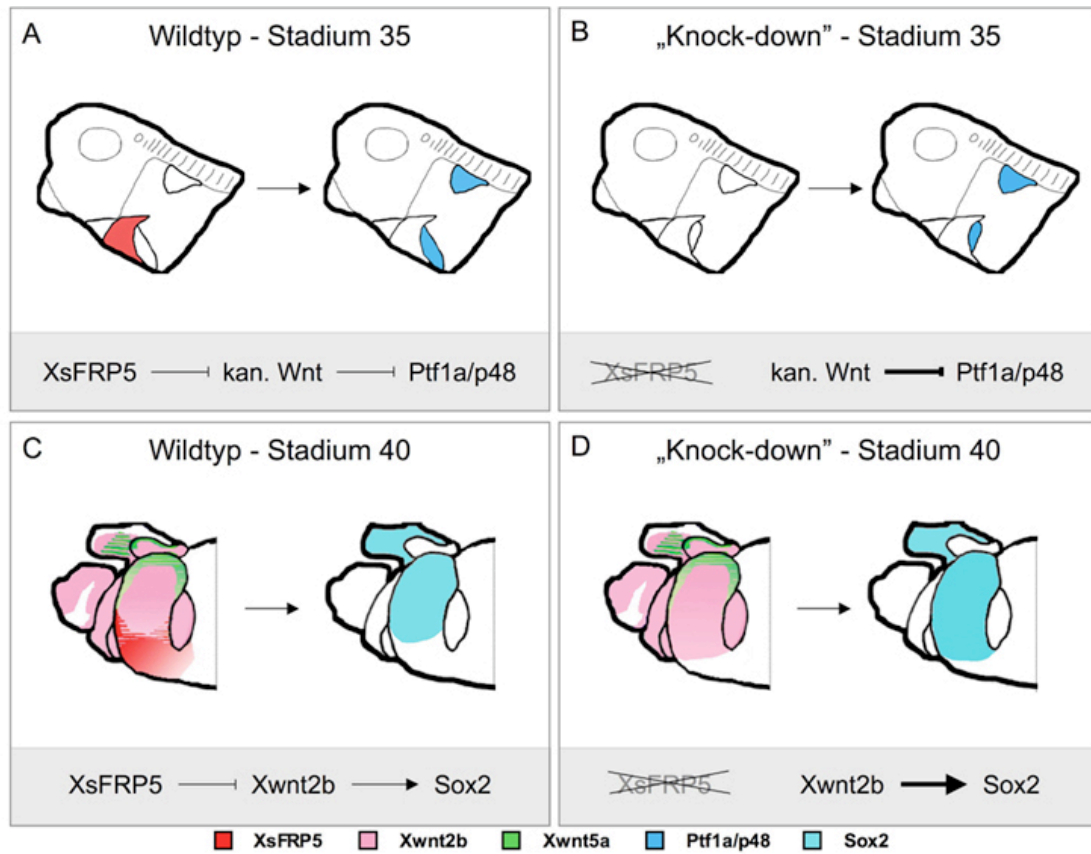 A Wildtyp - Stadium 35
XsFRP5 kan. Wnt Ptf1a/p48
B „Knock-down” - Stadium 35
XsFRP5 kan. Wnt Ptf1a/p48
C Wildtyp - Stadium 40
XsFRP5 Xwnt2b Sox2
D „Knock-down” - Stadium 40
XsFRP5 Xwnt2b Sox2
XsFRP5 Xwnt2b Xwnt5a Ptf1a/p48 Sox2